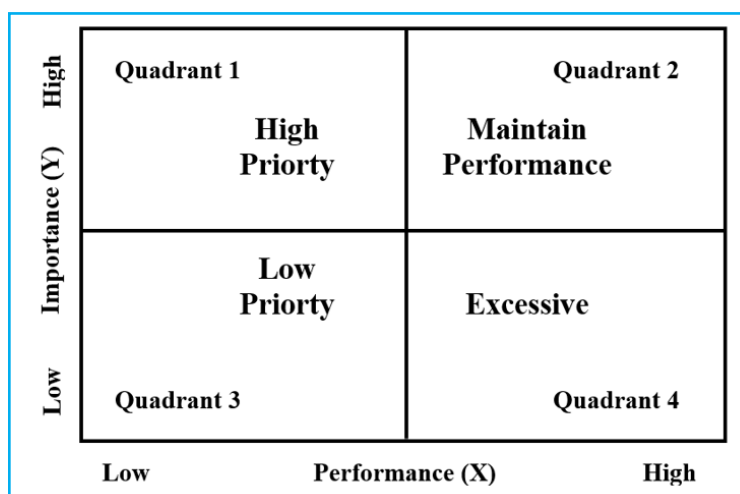 High
Quadrant 1
Quadrant 2
High
Priorty
Maintain
Performance
Importance (Y)
Low
Priorty
Excessive
Low
Quadrant 3
Quadrant 4
Low
Performance (X)
High